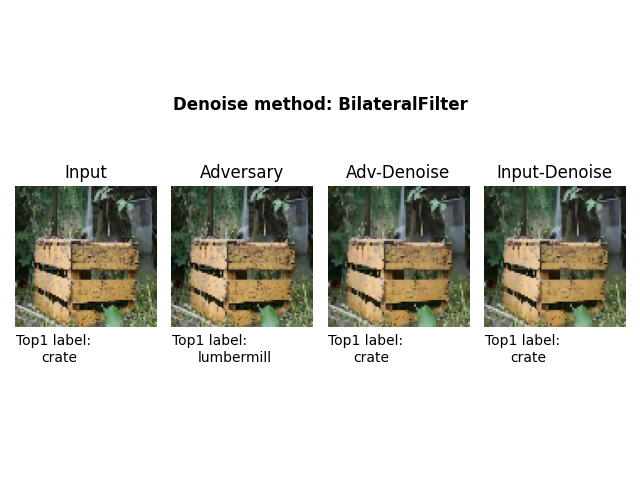 Denoise method: BilateralFilter
Input
Adversary
Adv-Denoise
Input-Denoise
Top1 label:
crate
Top1 label:
lumbermill
Top1 label:
crate
Top1 label:
crate